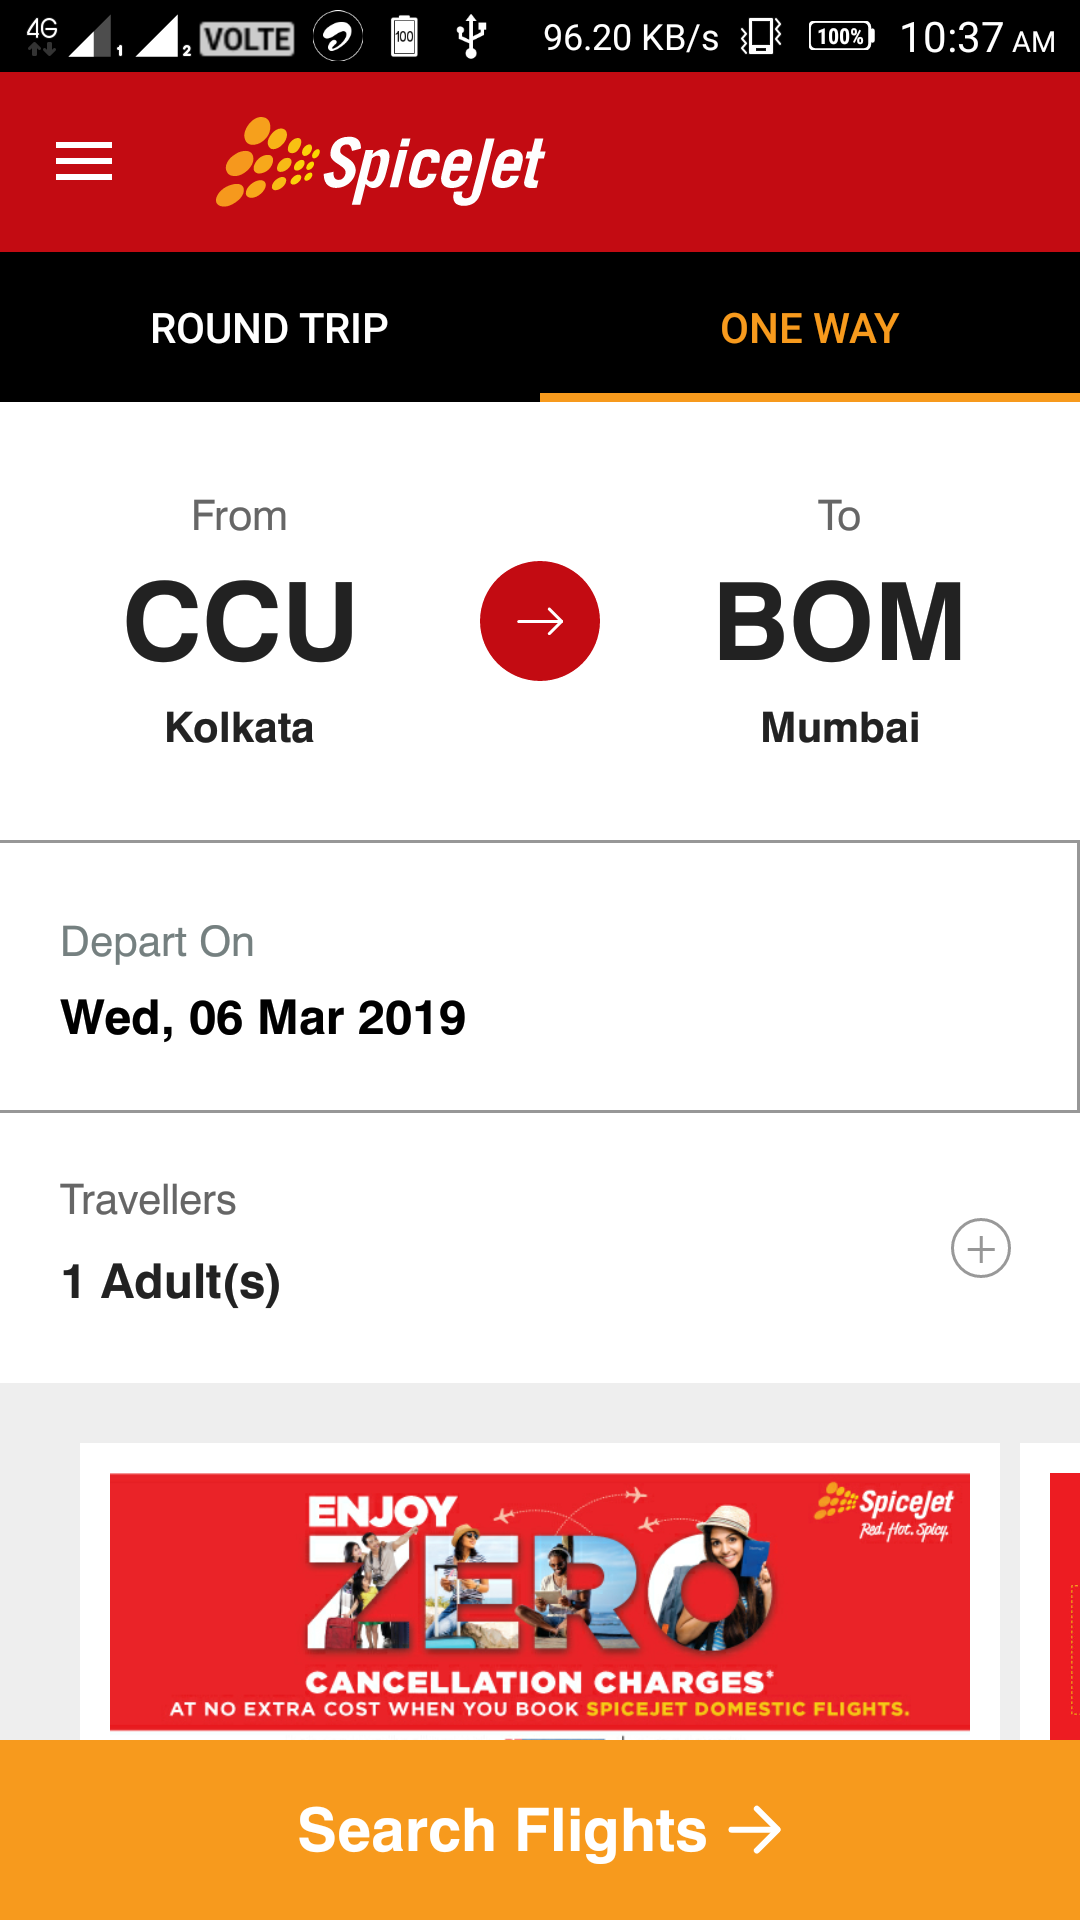 4G 1 2 VOLTE 100 96.20 KB/s 100% 10:37 AM
SpiceJet
ROUND TRIP ONE WAY
From To
CCU BOM
Kolkata Mumbai
Depart On
Wed, 06 Mar 2019
Travellers
1 Adult(s)
SpiceJet
Red. Hot. Spicy.
ENJOY
ZERO
CANCELLATION CHARGES*
AT NO EXTRA COST WHEN YOU BOOK SPICEJET DOMESTIC FLIGHTS.
Search Flights